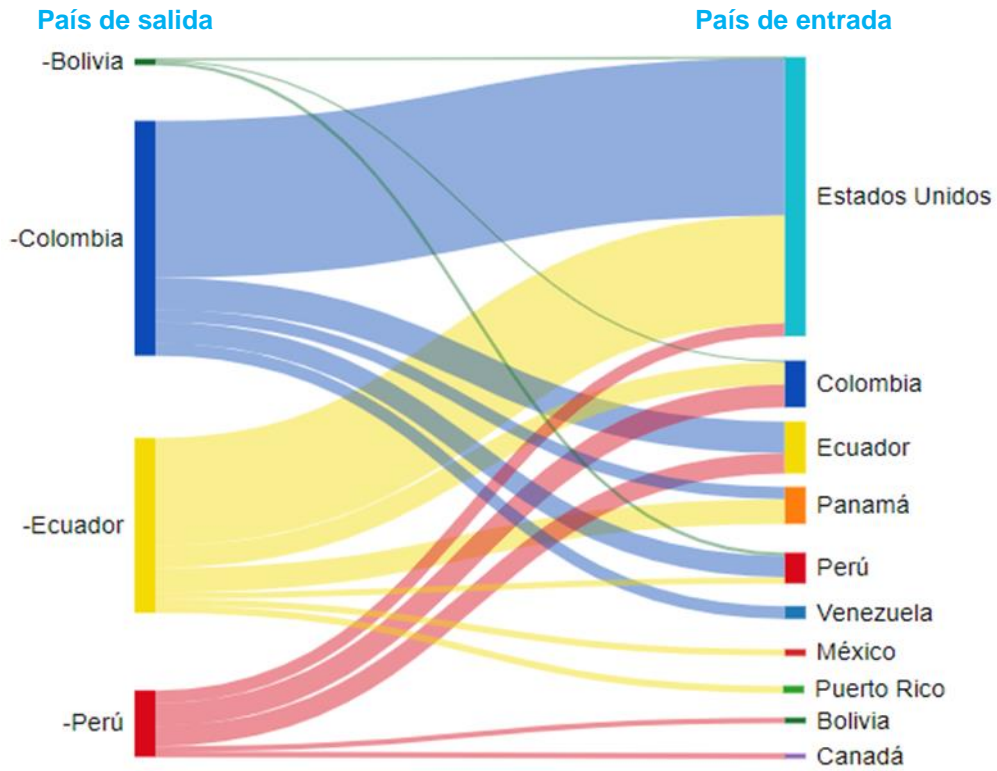 País de salida
País de entrada
-Bolivia
-Colombia
-Ecuador
-Perú
Estados Unidos
Colombia
Ecuador
Panamá
Perú
Venezuela
México
Puerto Rico
Bolivia
Canadá